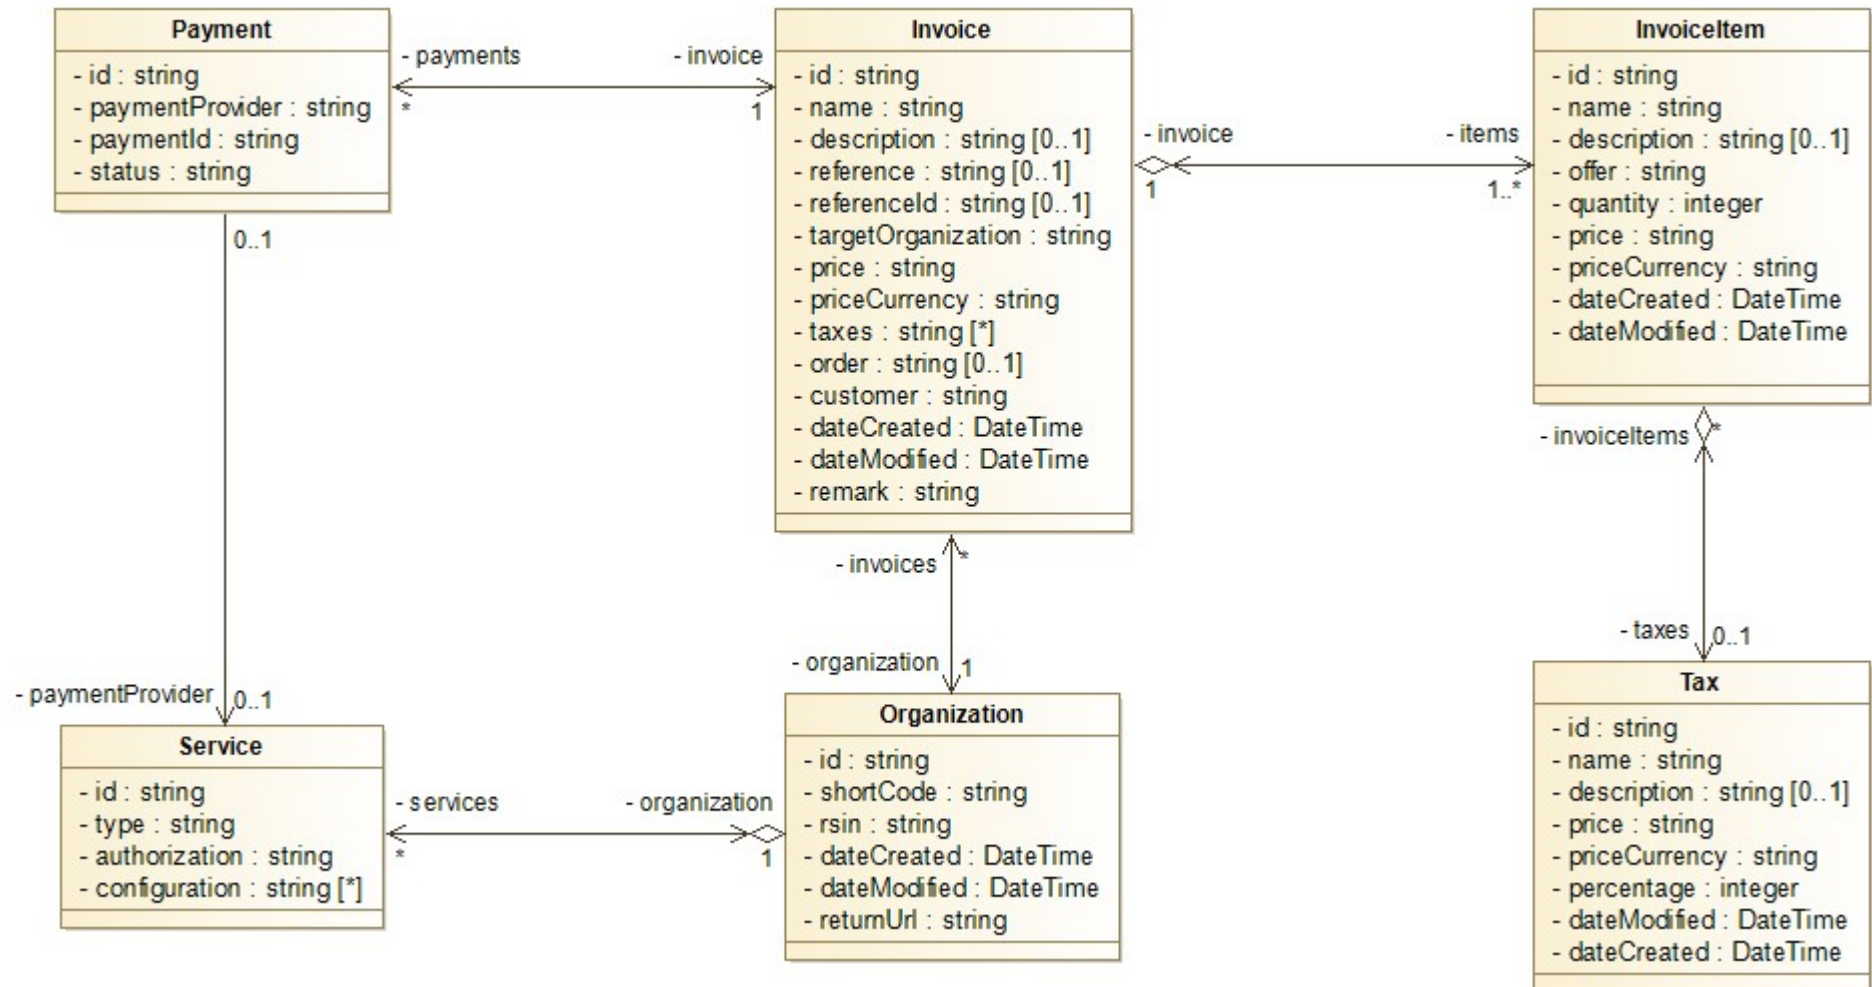 Payment
- id : string
- paymentProvider : string
- paymentId : string
- status : string
- payments
*
- invoice
1
Invoice
- id : string
- name : string
- description : string [0..1]
- reference : string [0..1]
- referenceId : string [0..1]
- targetOrganization : string
- price : string
- priceCurrency : string
- taxes : string [*]
- order : string [0..1]
- customer : string
- dateCreated : DateTime
- dateModified : DateTime
- remark : string
- invoice
1
- items
1..*
InvoiceItem
- id : string
- name : string
- description : string [0..1]
- offer : string
- quantity : integer
- price : string
- priceCurrency : string
- dateCreated : DateTime
- dateModified : DateTime
0..1
- paymentProvider
0..1
- invoices
*
- organization
1
- invoiceItems
*
- taxes
0..1
Service
- id : string
- type : string
- authorization : string
- configuration : string [*]
- services
*
- organization
1
Organization
- id : string
- shortCode : string
- rsin : string
- dateCreated : DateTime
- dateModified : DateTime
- returnUrl : string
Tax
- id : string
- name : string
- description : string [0..1]
- price : string
- priceCurrency : string
- percentage : integer
- dateModified : DateTime
- dateCreated : DateTime